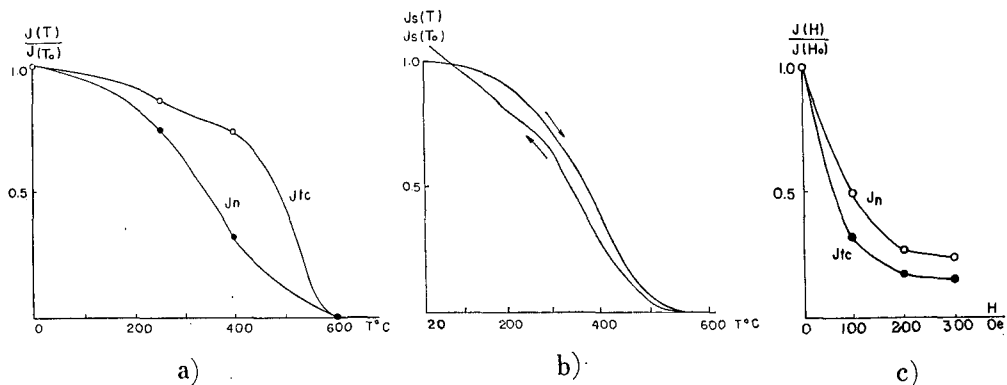 J(T)
J(T₀)
1.0
0.5
Jn
Jtc
0 200 400 600 T°C
a)
Js(T)
Js(T₀)
1.0
0.5
20 200 400 600 T°C
b)
J(H)
J(H₀)
1.0
0.5
Jn
Jtc
0 100 200 300 H Oe
c)